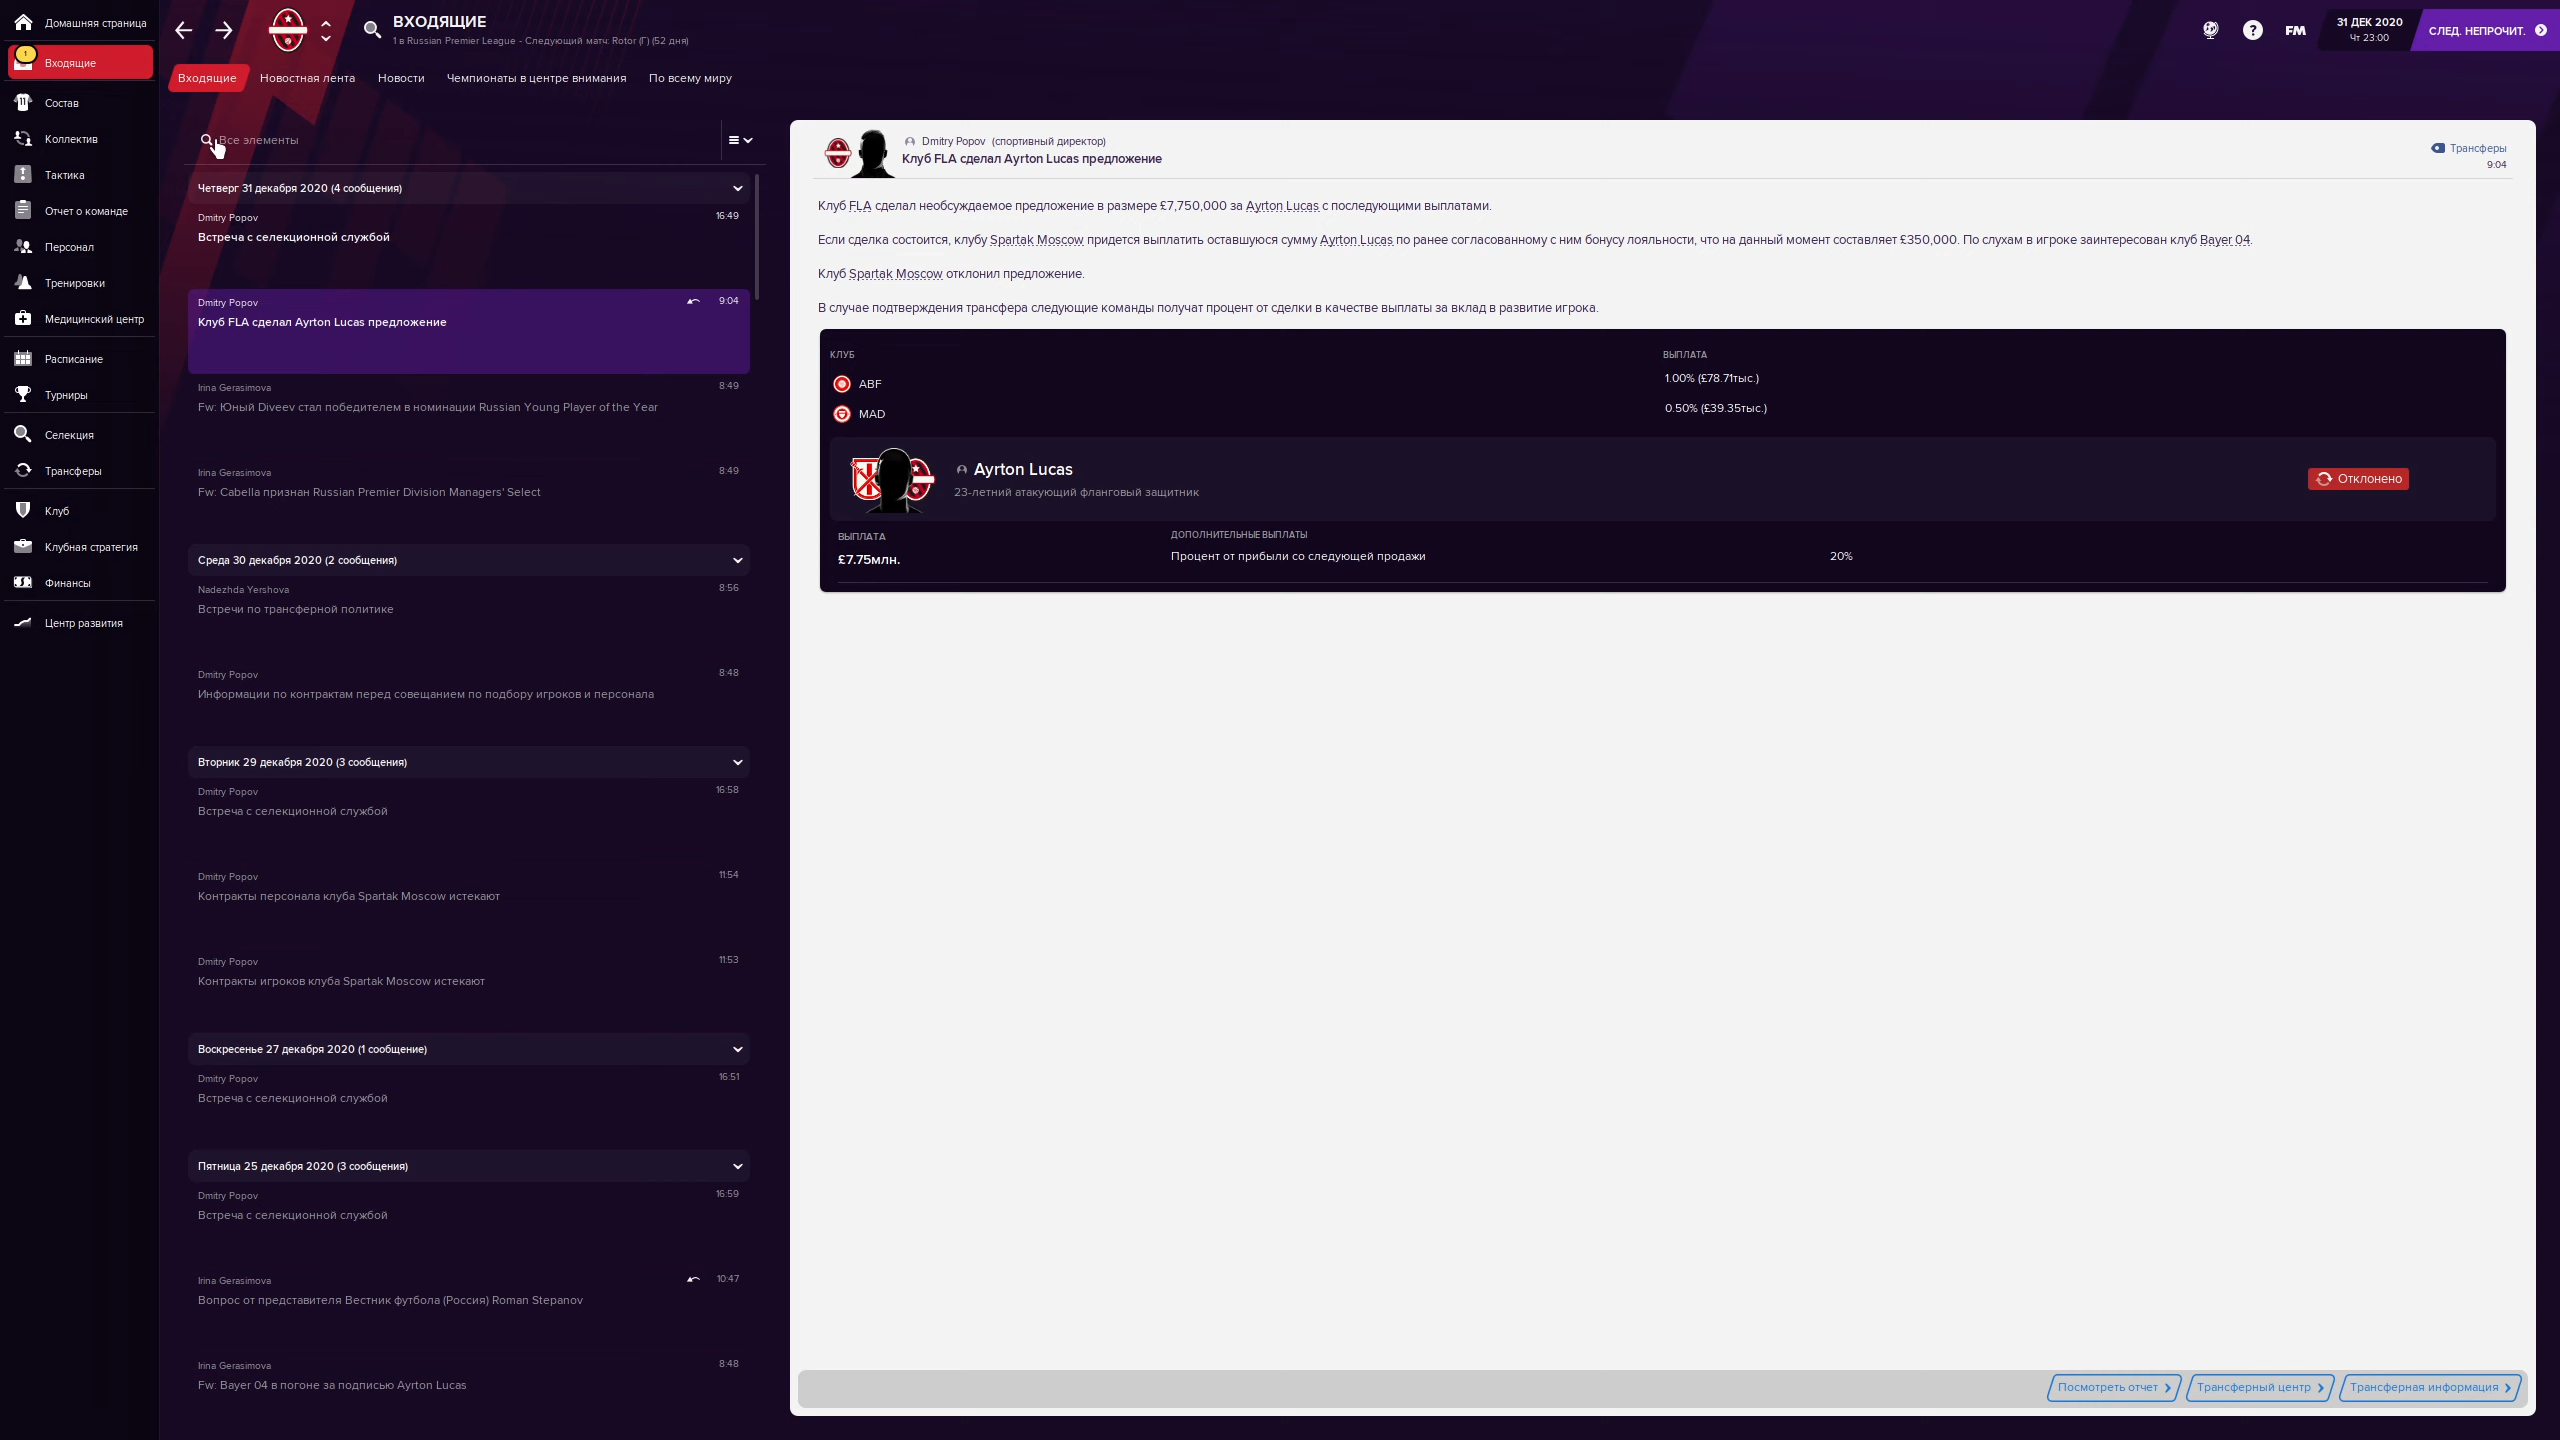 Домашняя страница
1
Входящие
Состав
Коллектив
Тактика
Отчет о команде
Персонал
Тренировки
Медицинский центр
Расписание
Турниры
Селекция
Трансферы
Клуб
Клубная стратегия
Финансы
Центр развития
ВХОДЯЩИЕ
1 в Russian Premier League - Следующий матч: Rotor (Г) (52 дня)
FM
31 ДЕК 2020
Чт 23:00
СЛЕД. НЕПРОЧИТ.
Входящие
Новостная лента
Новости
Чемпионаты в центре внимания
По всему миру
Все элементы
Четверг 31 декабря 2020 (4 сообщения)
Dmitry Popov 16:49
Встреча с селекционной службой
Dmitry Popov 9:04
Клуб FLA сделал Ayrton Lucas предложение
Irina Gerasimova 8:49
Fw: Юный Diveev стал победителем в номинации Russian Young Player of the Year
Irina Gerasimova 8:49
Fw: Cabella признан Russian Premier Division Managers' Select
Среда 30 декабря 2020 (2 сообщения)
Nadezhda Yershova 8:56
Встречи по трансферной политике
Dmitry Popov 8:48
Информации по контрактам перед совещанием по подбору игроков и персонала
Вторник 29 декабря 2020 (3 сообщения)
Dmitry Popov 16:58
Встреча с селекционной службой
Dmitry Popov 11:54
Контракты персонала клуба Spartak Moscow истекают
Dmitry Popov 11:53
Контракты игроков клуба Spartak Moscow истекают
Воскресенье 27 декабря 2020 (1 сообщение)
Dmitry Popov 16:51
Встреча с селекционной службой
Пятница 25 декабря 2020 (3 сообщения)
Dmitry Popov 16:59
Встреча с селекционной службой
Irina Gerasimova 10:47
Вопрос от представителя Вестник футбола (Россия) Roman Stepanov
Irina Gerasimova 8:48
Fw: Bayer 04 в погоне за подписью Ayrton Lucas
Dmitry Popov (спортивный директор)
Клуб FLA сделал Ayrton Lucas предложение
Трансферы
9:04
Клуб FLA сделал необсуждаемое предложение в размере £7,750,000 за Ayrton Lucas с последующими выплатами.
Если сделка состоится, клубу Spartak Moscow придется выплатить оставшуюся сумму Ayrton Lucas по ранее согласованному с ним бонусу лояльности, что на данный момент составляет £350,000. По слухам в игроке заинтересован клуб Bayer 04.
Клуб Spartak Moscow отклонил предложение.
В случае подтверждения трансфера следующие команды получат процент от сделки в качестве выплаты за вклад в развитие игрока.
КЛУБ ВЫПЛАТА
ABF 1.00% (£78.71тыс.)
MAD 0.50% (£39.35тыс.)
Ayrton Lucas
23-летний атакующий фланговый защитник
Отклонено
ВЫПЛАТА ДОПОЛНИТЕЛЬНЫЕ ВЫПЛАТЫ
£7.75млн. Процент от прибыли со следующей продажи 20%
Посмотреть отчет
Трансферный центр
Трансферная информация